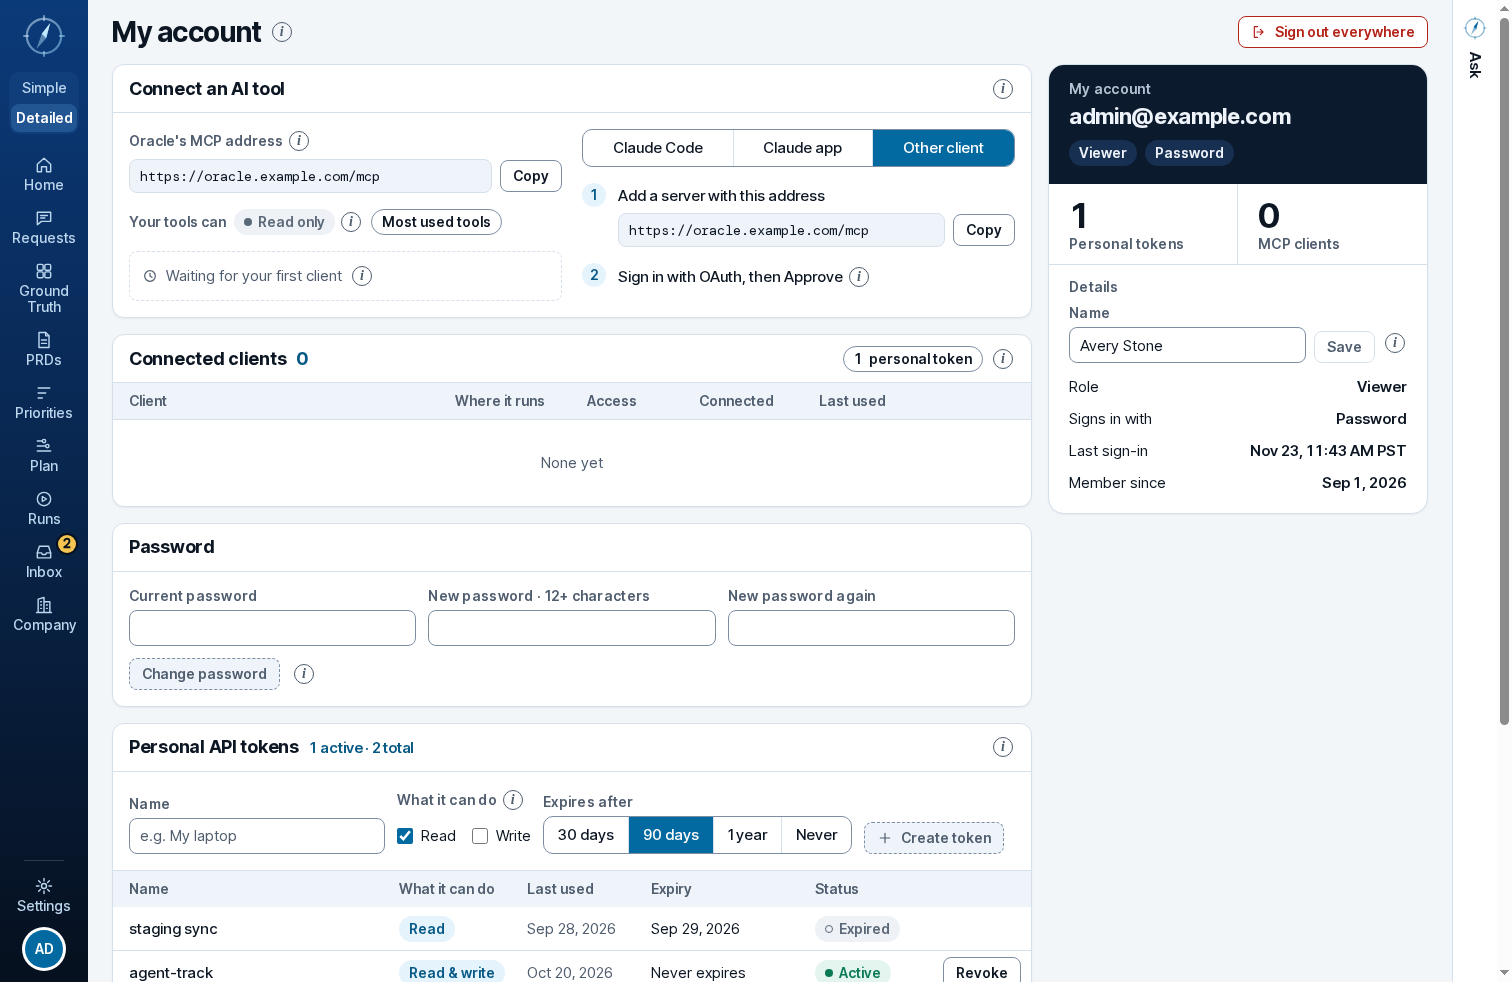 Simple
Detailed
Home
Requests
Ground
Truth
PRDs
Priorities
Plan
Runs
2
Inbox
Company
Settings
AD
My account
Sign out everywhere
Connect an AI tool
Oracle's MCP address
https://oracle.example.com/mcp
Copy
Your tools can
Read only
Most used tools
Waiting for your first client
Claude Code
Claude app
Other client
1
Add a server with this address
https://oracle.example.com/mcp
Copy
2
Sign in with OAuth, then Approve
Connected clients 0
1 personal token
Client
Where it runs
Access
Connected
Last used
None yet
Password
Current password
New password · 12+ characters
New password again
Change password
Personal API tokens 1 active · 2 total
Name
e.g. My laptop
What it can do
Read
Write
Expires after
30 days
90 days
1 year
Never
Create token
Name
What it can do
Last used
Expiry
Status
staging sync
Read
Sep 28, 2026
Sep 29, 2026
Expired
agent-track
Read & write
Oct 20, 2026
Never expires
Active
Revoke
My account
admin@example.com
Viewer
Password
1
Personal tokens
0
MCP clients
Details
Name
Avery Stone
Save
Role
Viewer
Signs in with
Password
Last sign-in
Nov 23, 11:43 AM PST
Member since
Sep 1, 2026
Ask